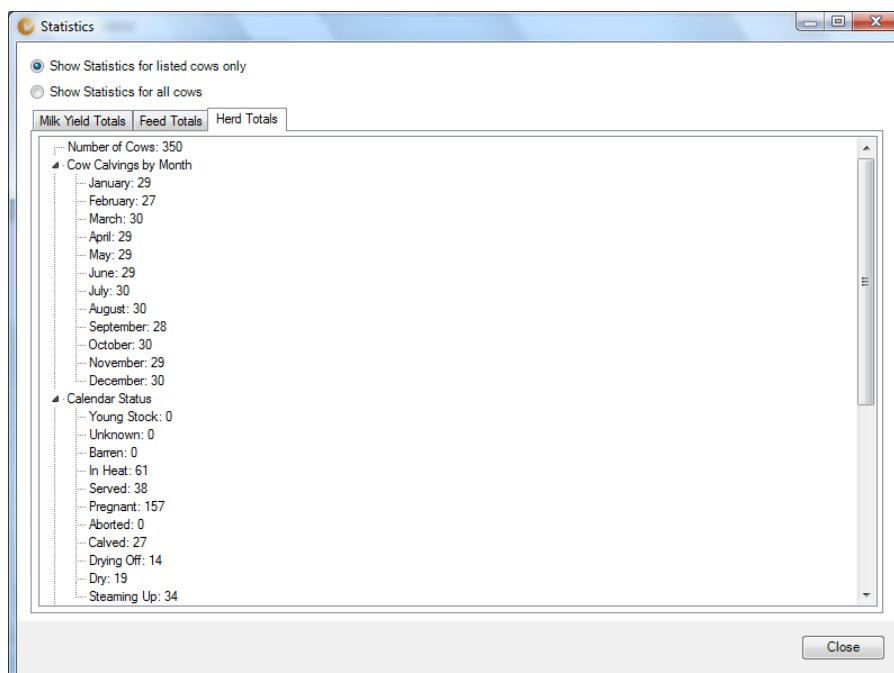 Statistics
Show Statistics for listed cows only
Show Statistics for all cows
Milk Yield Totals Feed Totals Herd Totals
Number of Cows: 350
Cow Calvings by Month
January: 29
February: 27
March: 30
April: 29
May: 29
June: 29
July: 30
August: 30
September: 28
October: 30
November: 29
December: 30
Calendar Status
Young Stock: 0
Unknown: 0
Barren: 0
In Heat: 61
Served: 38
Pregnant: 157
Aborted: 0
Calved: 27
Drying Off: 14
Dry: 19
Steaming Up: 34
Close